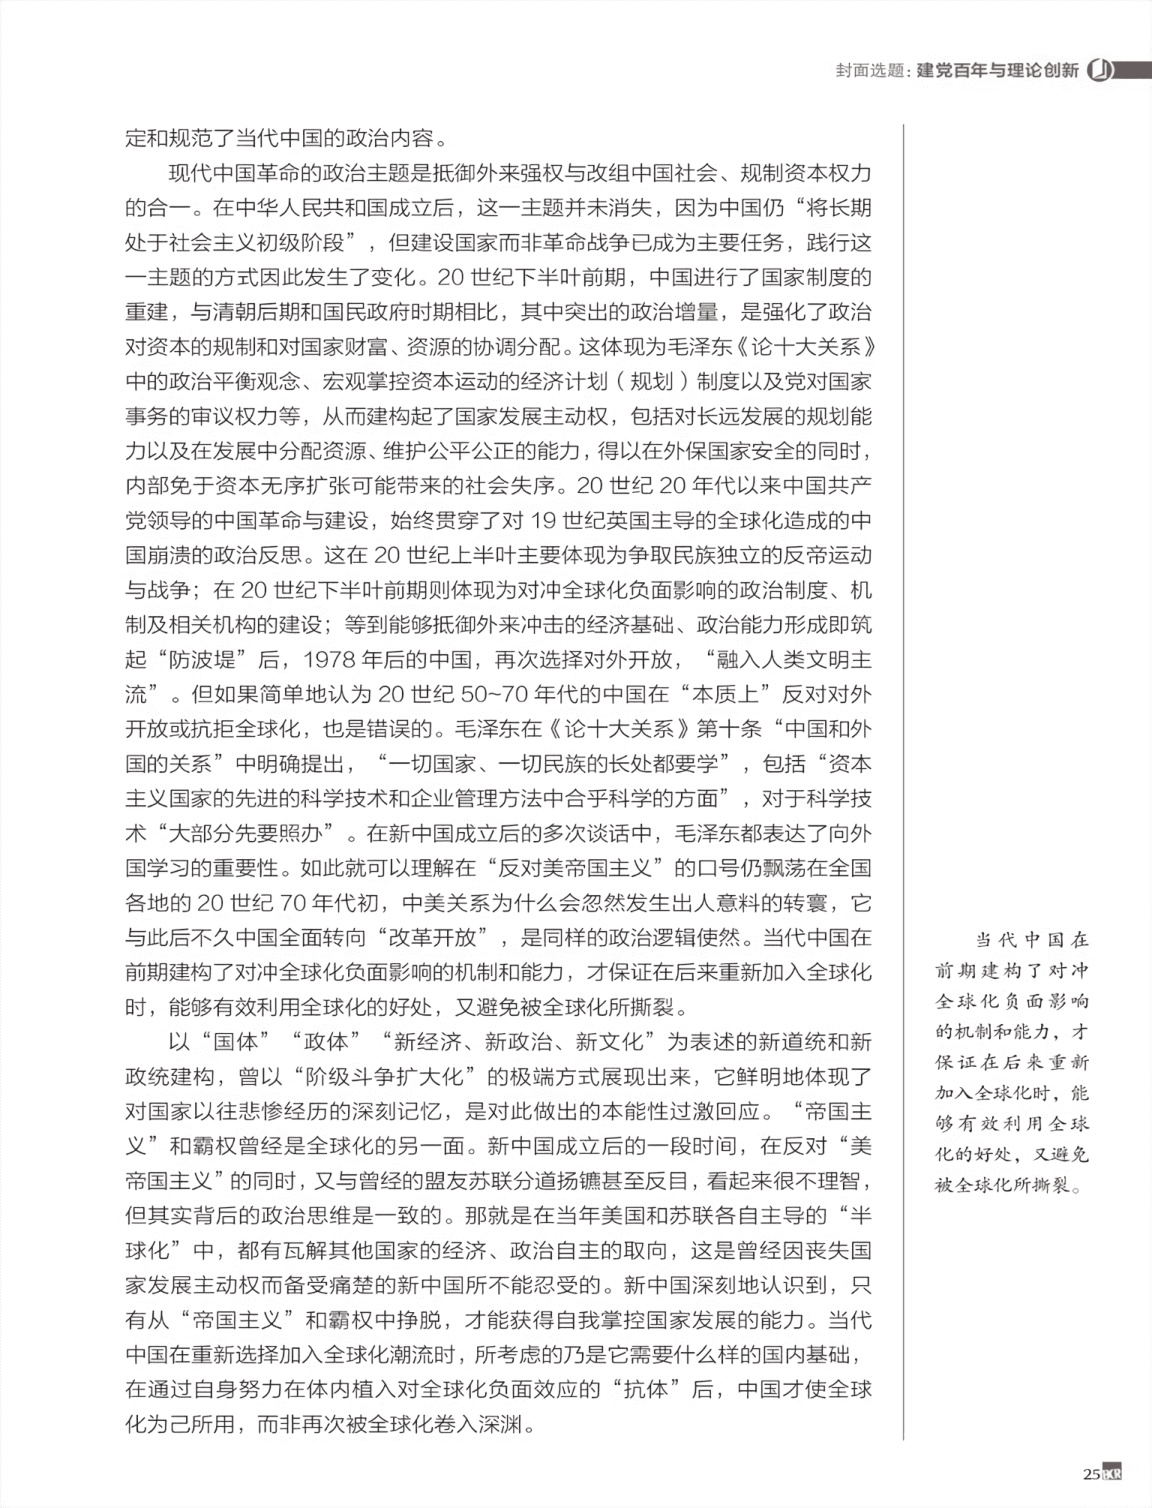 封面选题：建党百年与理论创新
定和规范了当代中国的政治内容。
现代中国革命的政治主题是抵御外来强权与改组中国社会、规制资本权力
的合一。在中华人民共和国成立后，这一主题并未消失，因为中国仍“将长期
处于社会主义初级阶段”，但建设国家而非革命战争已成为主要任务，践行这
一主题的方式因此发生了变化。20 世纪下半叶前期，中国进行了国家制度的
重建，与清朝后期和国民政府时期相比，其中突出的政治增量，是强化了政治
对资本的规制和对国家财富、资源的协调分配。这体现为毛泽东《论十大关系》
中的政治平衡观念、宏观掌控资本运动的经济计划（规划）制度以及党对国家
事务的审议权力等，从而建构起了国家发展主动权，包括对长远发展的规划能
力以及在发展中分配资源、维护公平公正的能力，得以在外保国家安全的同时，
内部免于资本无序扩张可能带来的社会失序。20 世纪 20 年代以来中国共产
党领导的中国革命与建设，始终贯穿了对 19 世纪英国主导的全球化造成的中
国崩溃的政治反思。这在 20 世纪上半叶主要体现为争取民族独立的反帝运动
与战争；在 20 世纪下半叶前期则体现为对冲全球化负面影响的政治制度、机
制及相关机构的建设；等到能够抵御外来冲击的经济基础、政治能力形成即筑
起“防波堤”后，1978 年后的中国，再次选择对外开放，“融入人类文明主
流”。但如果简单地认为 20 世纪 50~70 年代的中国在“本质上”反对对外
开放或抗拒全球化，也是错误的。毛泽东在《论十大关系》第十条“中国和外
国的关系”中明确提出，“一切国家、一切民族的长处都要学”，包括“资本
主义国家的先进的科学技术和企业管理方法中合乎科学的方面”，对于科学技
术“大部分先要照办”。在新中国成立后的多次谈话中，毛泽东都表达了向外
国学习的重要性。如此就可以理解在“反对美帝国主义”的口号仍飘荡在全国
各地的 20 世纪 70 年代初，中美关系为什么会忽然发生出人意料的转寰，它
与此后不久中国全面转向“改革开放”，是同样的政治逻辑使然。当代中国在
前期建构了对冲全球化负面影响的机制和能力，才保证在后来重新加入全球化
时，能够有效利用全球化的好处，又避免被全球化所撕裂。
以“国体”“政体”“新经济、新政治、新文化”为表述的新道统和新
政统建构，曾以“阶级斗争扩大化”的极端方式展现出来，它鲜明地体现了
对国家以往悲惨经历的深刻记忆，是对此做出的本能性过激回应。“帝国主
义”和霸权曾经是全球化的另一面。新中国成立后的一段时间，在反对“美
帝国主义”的同时，又与曾经的盟友苏联分道扬镳甚至反目，看起来很不理智，
但其实背后的政治思维是一致的。那就是在当年美国和苏联各自主导的“半
球化”中，都有瓦解其他国家的经济、政治自主的取向，这是曾经因丧失国
家发展主动权而备受痛楚的新中国所不能忍受的。新中国深刻地认识到，只
有从“帝国主义”和霸权中挣脱，才能获得自我掌控国家发展的能力。当代
中国在重新选择加入全球化潮流时，所考虑的乃是它需要什么样的国内基础，
在通过自身努力在体内植入对全球化负面效应的“抗体”后，中国才使全球
化为己所用，而非再次被全球化卷入深渊。
当代中国在
前期建构了对冲
全球化负面影响
的机制和能力，才
保证在后来重新
加入全球化时，能
够有效利用全球
化的好处，又避免
被全球化所撕裂。
25